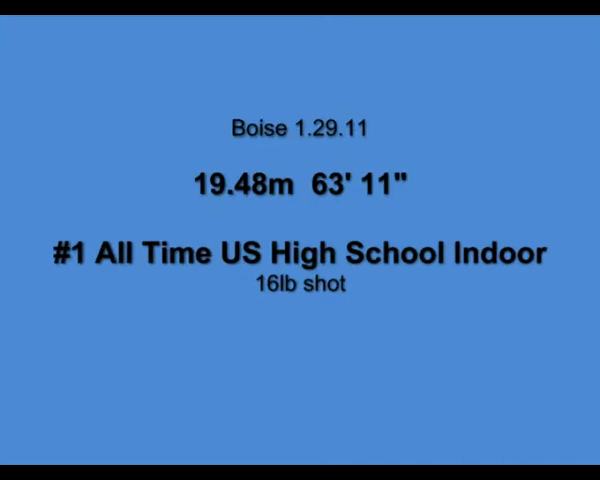 Boise 1.29.11
19.48m 63' 11"
#1 All Time US High School Indoor
16lb shot